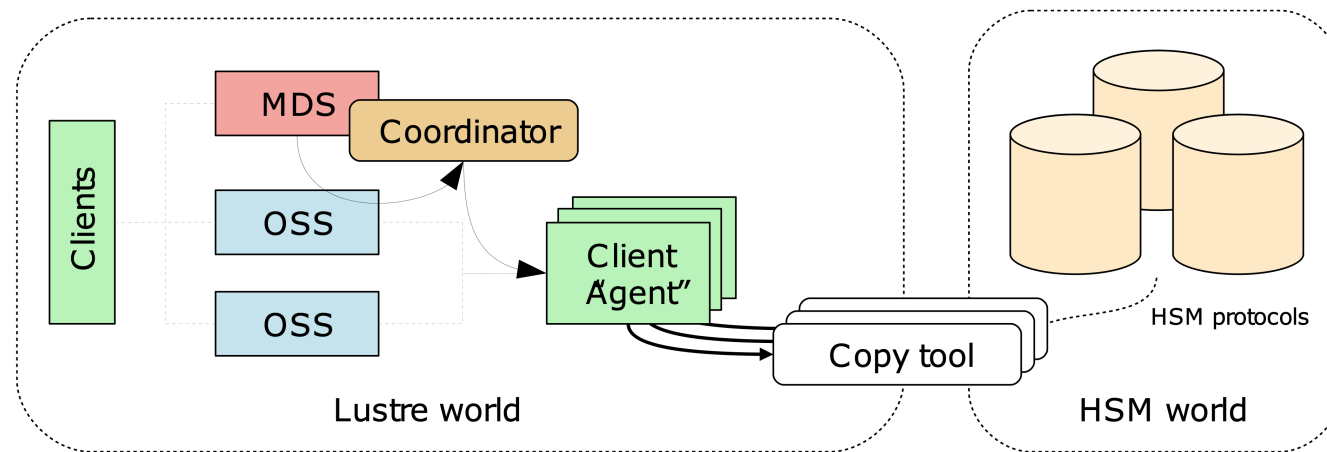 MDS
Coordinator
Clients
OSS
OSS
Client
“Agent”
Copy tool
HSM protocols
Lustre world
HSM world